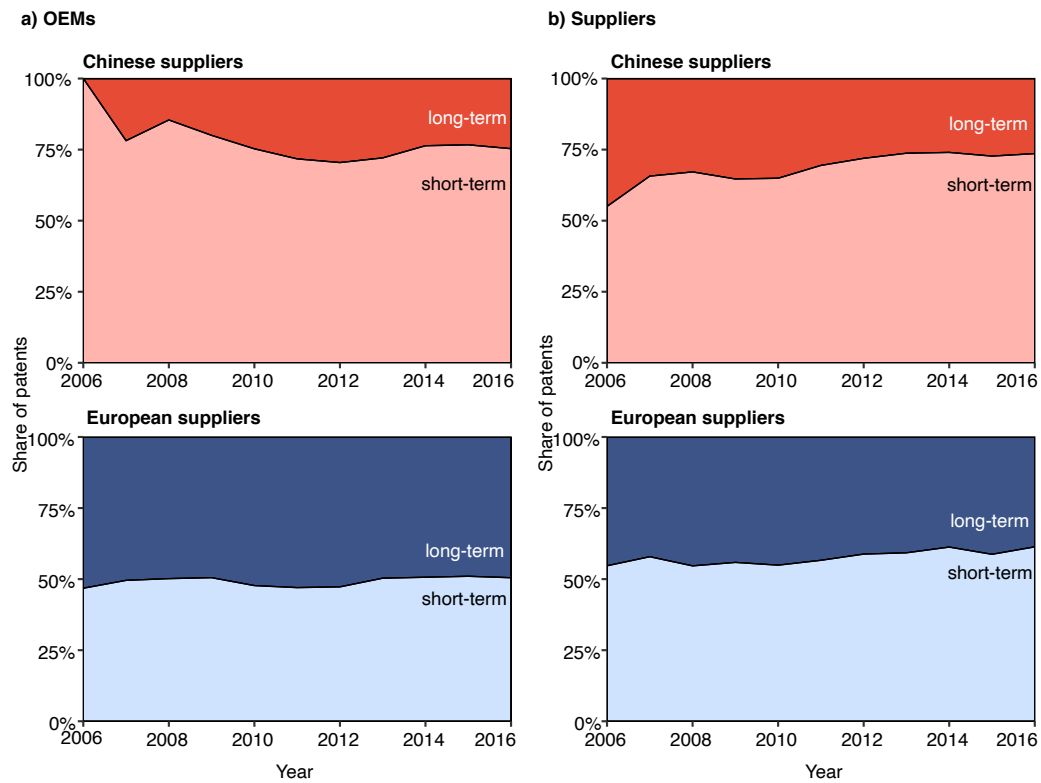 a) OEMs
Chinese suppliers
100%
75%
50%
25%
0%
long-term
short-term
2006 2008 2010 2012 2014 2016
European suppliers
100%
75%
50%
25%
0%
long-term
short-term
2006 2008 2010 2012 2014 2016
Share of patents
Year
b) Suppliers
Chinese suppliers
100%
75%
50%
25%
0%
long-term
short-term
2006 2008 2010 2012 2014 2016
European suppliers
100%
75%
50%
25%
0%
long-term
short-term
2006 2008 2010 2012 2014 2016
Share of patents
Year